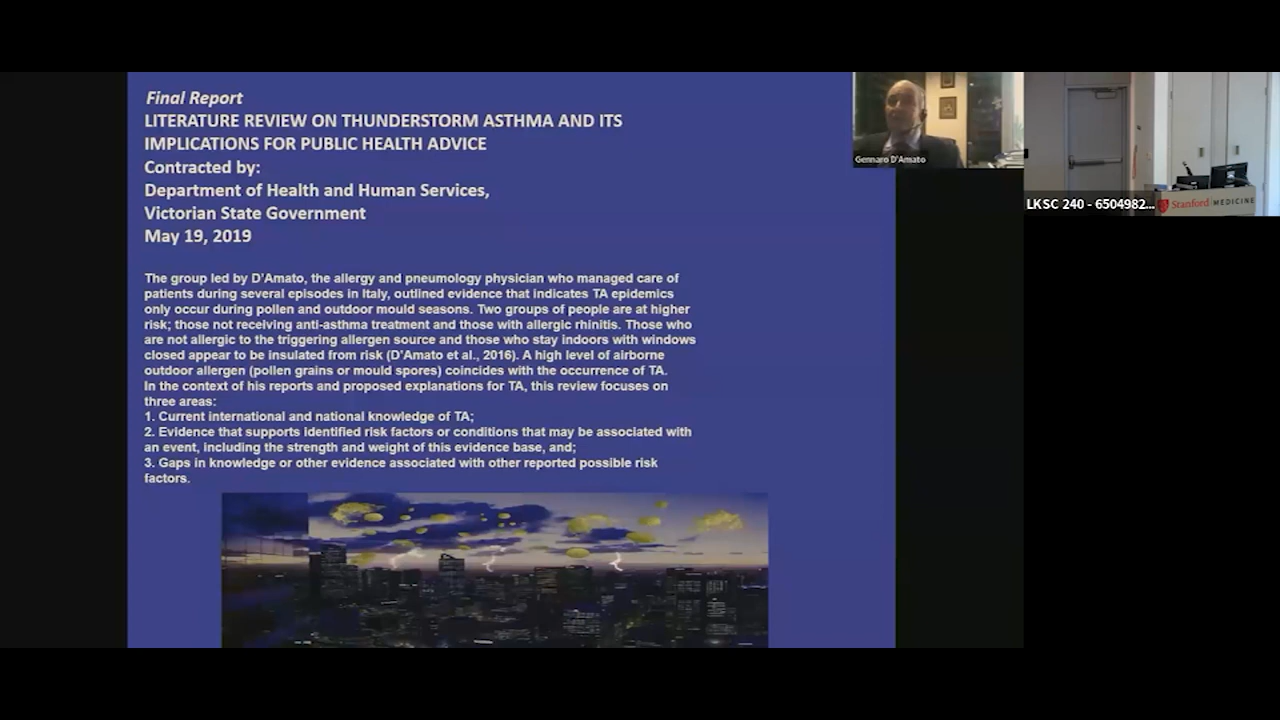 Final Report
LITERATURE REVIEW ON THUNDERSTORM ASTHMA AND ITS
IMPLICATIONS FOR PUBLIC HEALTH ADVICE
Contracted by:
Department of Health and Human Services,
Victorian State Government
May 19, 2019
The group led by D'Amato, the allergy and pneumology physician who managed care of
patients during several episodes in Italy, outlined evidence that indicates TA epidemics
only occur during pollen and outdoor mould seasons. Two groups of people are at higher
risk; those not receiving anti-asthma treatment and those with allergic rhinitis. Those who
are not allergic to the triggering allergen source and those who stay indoors with windows
closed appear to be insulated from risk (D'Amato et al., 2016). A high level of airborne
outdoor allergen (pollen grains or mould spores) coincides with the occurrence of TA.
In the context of his reports and proposed explanations for TA, this review focuses on
three areas:
1. Current international and national knowledge of TA;
2. Evidence that supports identified risk factors or conditions that may be associated with
an event, including the strength and weight of this evidence base, and;
3. Gaps in knowledge or other evidence associated with other reported possible risk
factors.
Gennaro D'Amato
LKSC 240 - 6504982...
Stanford MEDICINE